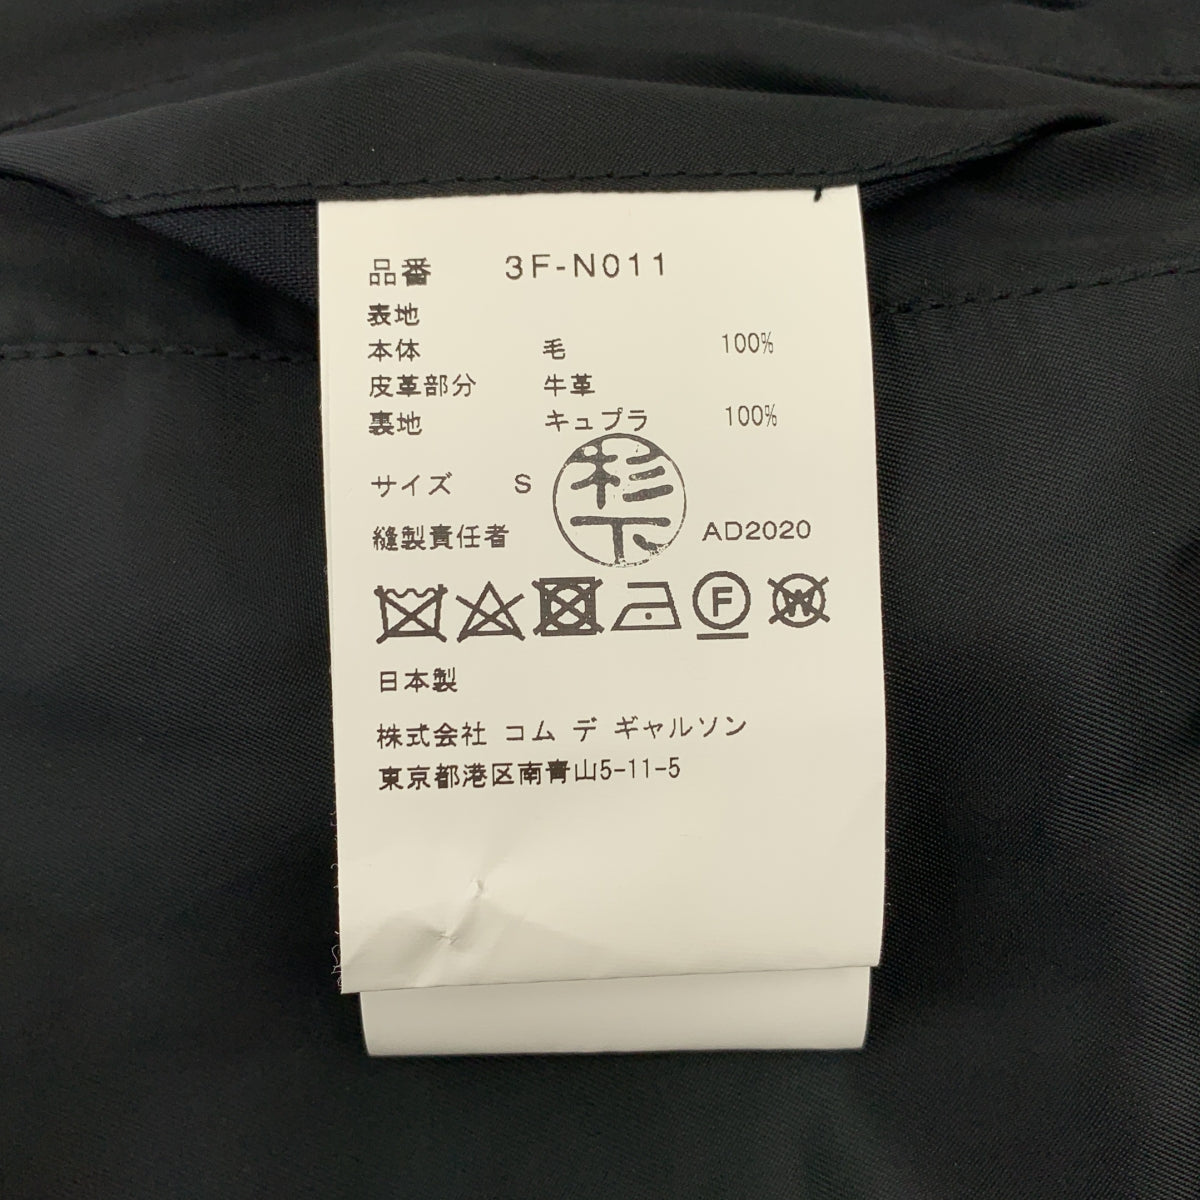 品番 3F-N011
表地
本体 毛 100%
皮革部分 牛革
裏地 キュプラ 100%
サイズ S
杉下
縫製責任者 AD2020
F W
日本製
株式会社 コム デ ギャルソン
東京都港区南青山5-11-5